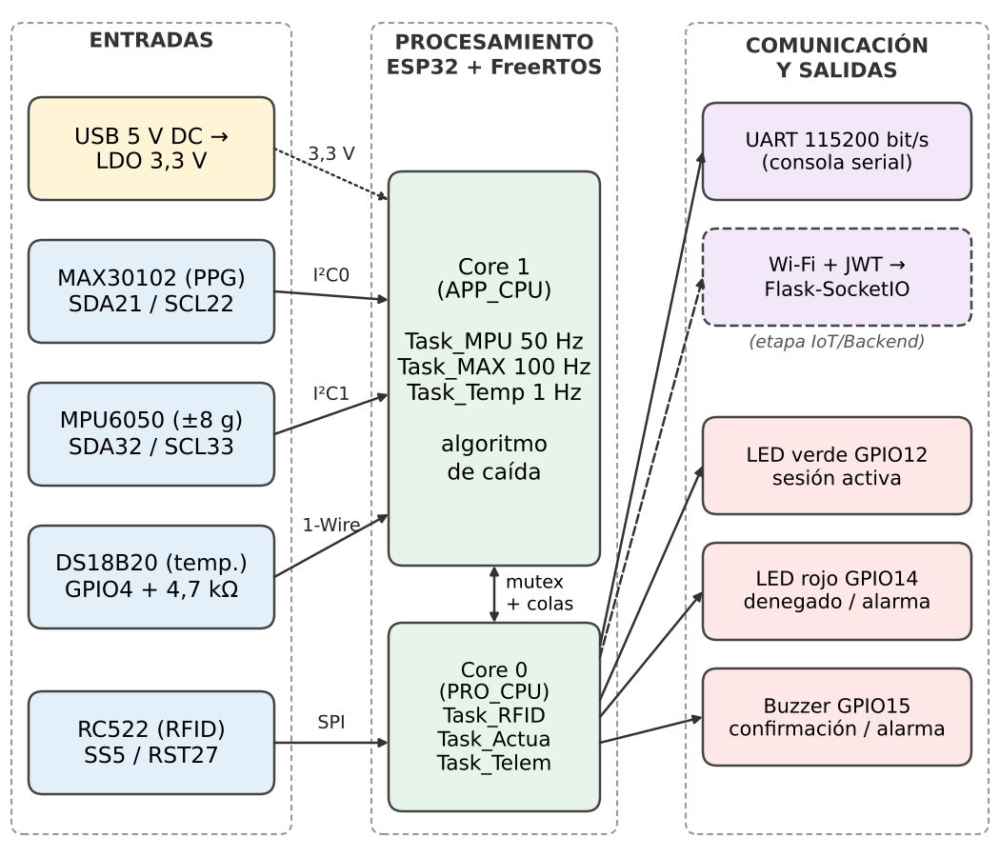 ENTRADAS
USB 5 V DC →
LDO 3,3 V
MAX30102 (PPG)
SDA21 / SCL22
MPU6050 (±8 g)
SDA32 / SCL33
DS18B20 (temp.)
GPIO4 + 4,7 kΩ
RC522 (RFID)
SS5 / RST27
3,3 V
I²C0
I²C1
1-Wire
SPI
PROCESAMIENTO
ESP32 + FreeRTOS
Core 1
(APP_CPU)
Task_MPU 50 Hz
Task_MAX 100 Hz
Task_Temp 1 Hz
algoritmo
de caída
mutex
+ colas
Core 0
(PRO_CPU)
Task_RFID
Task_Actua
Task_Telem
COMUNICACIÓN
Y SALIDAS
UART 115200 bit/s
(consola serial)
Wi-Fi + JWT →
Flask-SocketIO
(etapa IoT/Backend)
LED verde GPIO12
sesión activa
LED rojo GPIO14
denegado / alarma
Buzzer GPIO15
confirmación / alarma